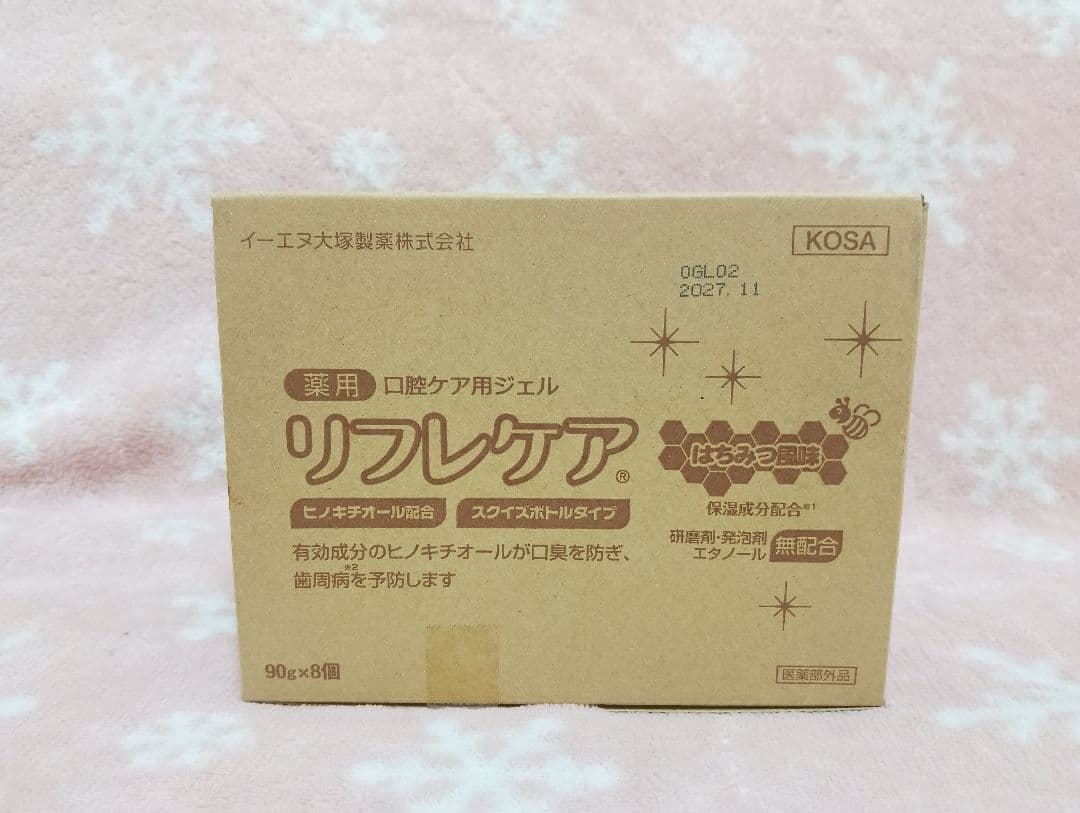 イーエヌ大塚製薬株式会社
KOSA
0GL02
2027.11
薬用 口腔ケア用ジェル
リフレケア®
はちみつ風味
保湿成分配合※1
ヒノキチオール配合 スクイズボトルタイプ
研磨剤・発泡剤
エタノール 無配合
有効成分のヒノキチオールが口臭を防ぎ、
歯周病※2を予防します
90g×8個
医薬部外品